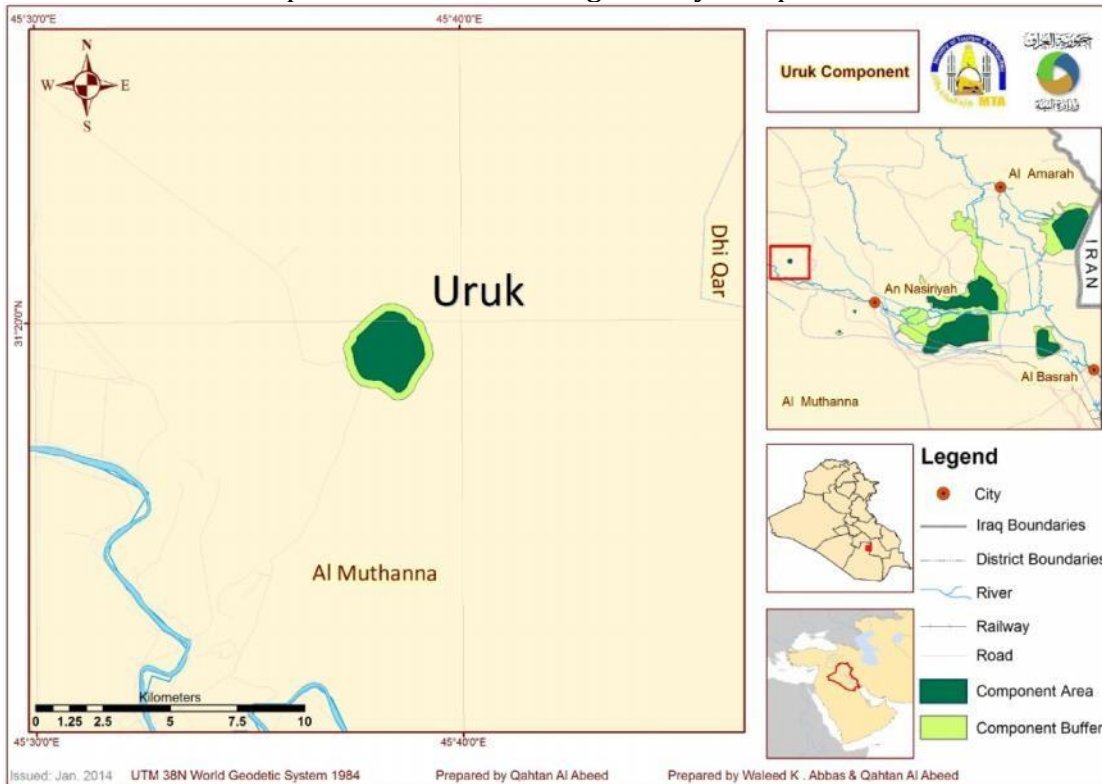 45°30'0"E
45°40'0"E
N
W
E
S
Uruk
Dhi Qar
31°20'0"N
Al Muthanna
Kilometers
0 1.25 2.5 5 7.5 10
45°30'0"E
45°40'0"E
Issued: Jan. 2014
UTM 38N World Geodetic System 1984
Prepared by Qahtan Al Abeed
Prepared by Waleed K . Abbas & Qahtan Al Abeed
Uruk Component
MTA
جمهورية العراق
وزارة البيئة
Al Amarah
IRAN
An Nasiriyah
Al Basrah
Al Muthanna
Legend
City
Iraq Boundaries
District Boundaries
River
Railway
Road
Component Area
Component Buffer